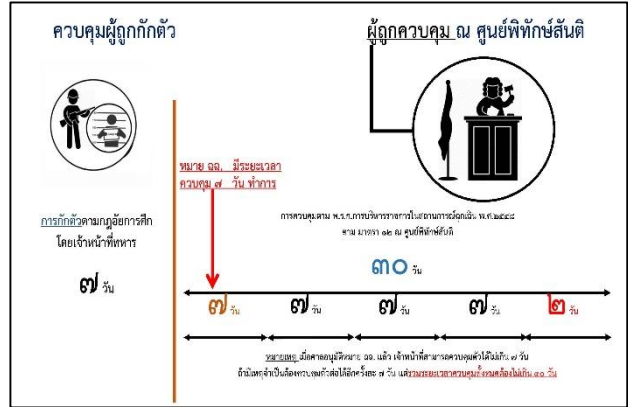 ควบคุมผู้ถูกกักตัว
ผู้ถูกควบคุม ณ ศูนย์พิทักษ์สันติ
หมาย ฉฉ. มีระยะเวลา
ควบคุม ๗ วัน ทำการ
การกักตัวตามกฎอัยการศึก
โดยเจ้าหน้าที่ทหาร
๗ วัน
การควบคุมตาม พ.ร.ก.การบริหารราชการในสถานการณ์ฉุกเฉิน พ.ศ.๒๕๔๘
ตาม มาตรา ๑๒ ณ ศูนย์พิทักษ์สันติ
๓๐ วัน
๗ วัน ๗ วัน ๗ วัน ๗ วัน ๒ วัน
หมายเหตุ เมื่อศาลอนุมัติหมาย ฉฉ. แล้ว เจ้าหน้าที่สามารถควบคุมตัวได้ไม่เกิน ๗ วัน
ถ้ามีเหตุจำเป็นต้องควบคุมตัวต่อได้อีกครั้งละ ๗ วัน แต่รวมระยะเวลาควบคุมทั้งหมดต้องไม่เกิน ๓๐ วัน